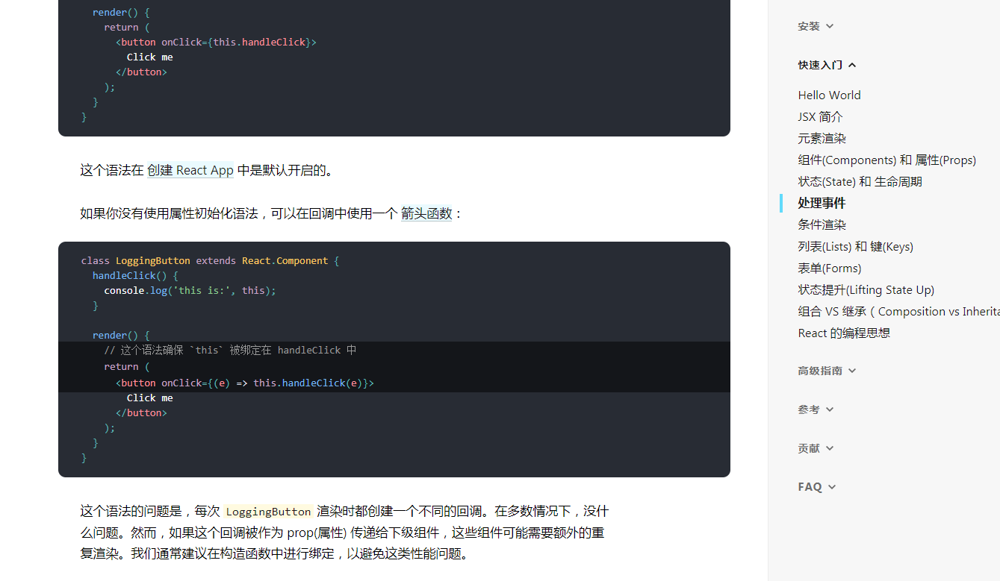 render() {
return (
<button onClick={this.handleClick}>
Click me
</button>
);
}
}
这个语法在 创建 React App 中是默认开启的。
如果你没有使用属性初始化语法，可以在回调中使用一个 箭头函数：
class LoggingButton extends React.Component {
handleClick() {
console.log('this is:', this);
}
render() {
// 这个语法确保 `this` 被绑定在 handleClick 中
return (
<button onClick={(e) => this.handleClick(e)}>
Click me
</button>
);
}
}
这个语法的问题是，每次 LoggingButton 渲染时都创建一个不同的回调。在多数情况下，没什
么问题。然而，如果这个回调被作为 prop(属性) 传递给下级组件，这些组件可能需要额外的重
复渲染。我们通常建议在构造函数中进行绑定，以避免这类性能问题。
安装
快速入门
Hello World
JSX 简介
元素渲染
组件(Components) 和 属性(Props)
状态(State) 和 生命周期
处理事件
条件渲染
列表(Lists) 和 键(Keys)
表单(Forms)
状态提升(Lifting State Up)
组合 VS 继承（Composition vs Inherita
React 的编程思想
高级指南
参考
贡献
FAQ